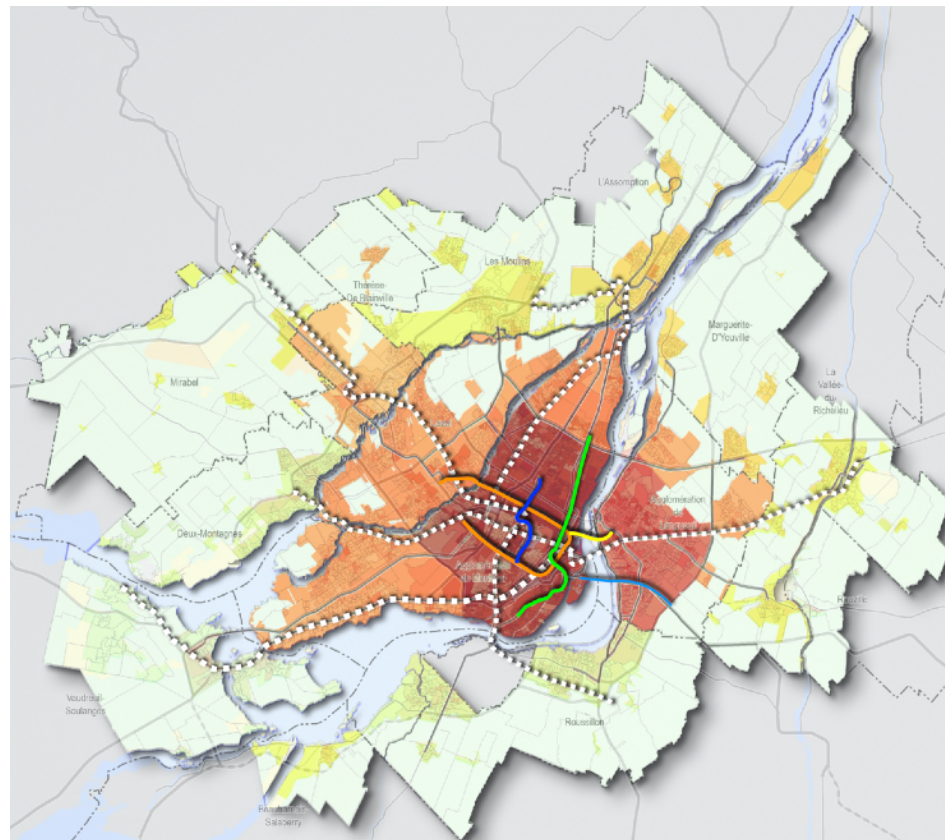 L'Assomption
Les Moulins
Thérèse-
De Blainville
Marguerite-
D'Youville
La
Vallée-
du-
Richelieu
Mirabel
Laval
Agglomération
de Longueuil
Deux-Montagnes
Agglomération
de Montréal
Rouville
Vaudreuil-
Soulanges
Roussillon
Beauharnois-
Salaberry